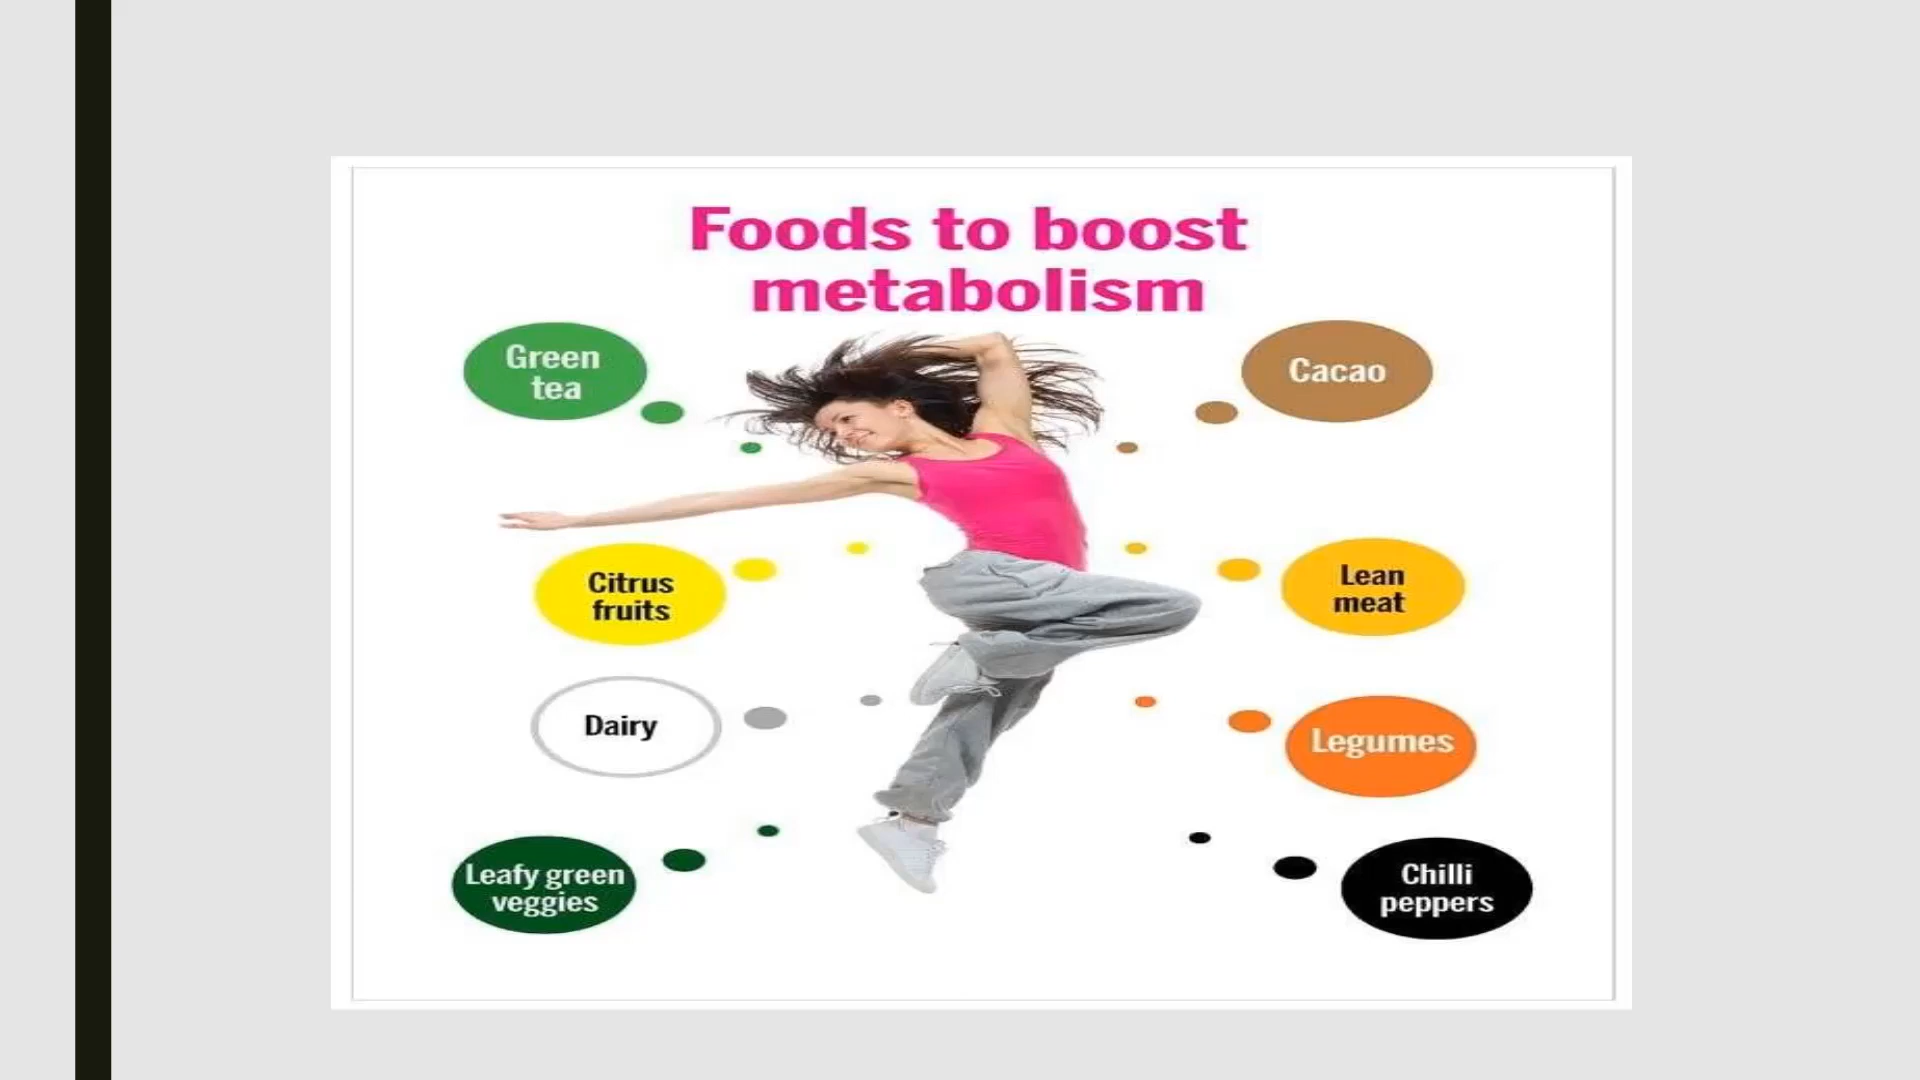 Foods to boost
metabolism
Green
tea
Cacao
Citrus
fruits
Lean
meat
Dairy
Legumes
Leafy green
veggies
Chilli
peppers